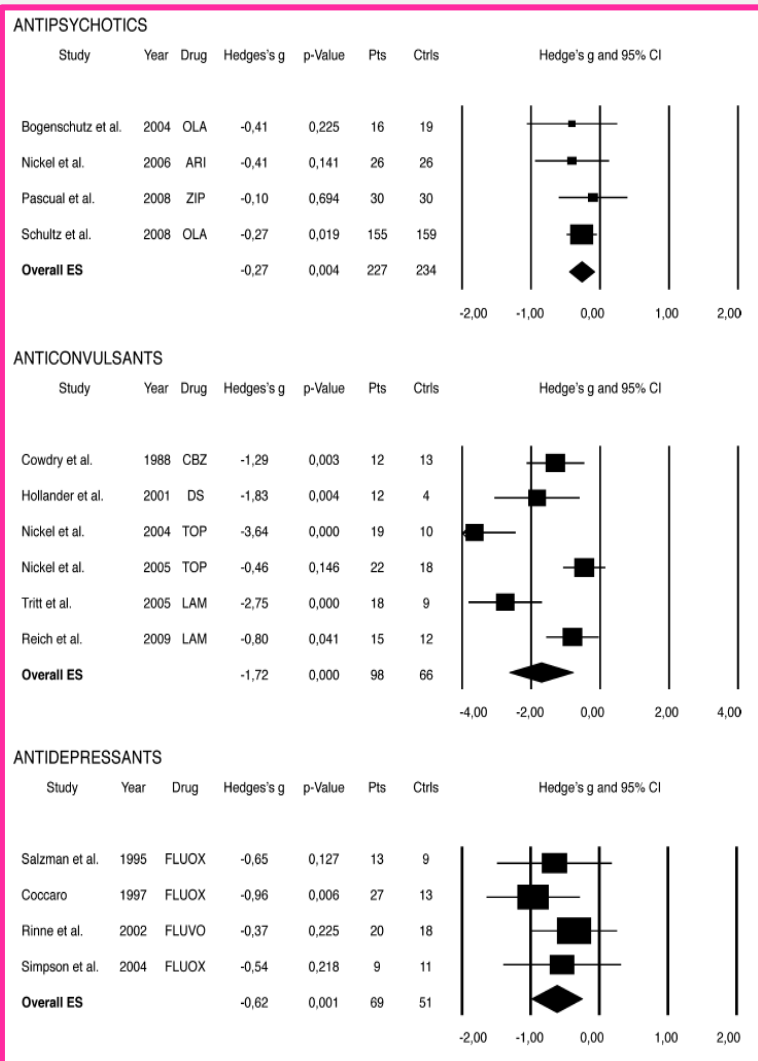 ANTIPSYCHOTICS
Study Year Drug Hedges's g p-Value Pts Ctrls Hedge's g and 95% CI
Bogenschutz et al. 2004 OLA -0,41 0,225 16 19
Nickel et al. 2006 ARI -0,41 0,141 26 26
Pascual et al. 2008 ZIP -0,10 0,694 30 30
Schultz et al. 2008 OLA -0,27 0,019 155 159
Overall ES -0,27 0,004 227 234
-2,00 -1,00 0,00 1,00 2,00
ANTICONVULSANTS
Study Year Drug Hedges's g p-Value Pts Ctrls Hedge's g and 95% CI
Cowdry et al. 1988 CBZ -1,29 0,003 12 13
Hollander et al. 2001 DS -1,83 0,004 12 4
Nickel et al. 2004 TOP -3,64 0,000 19 10
Nickel et al. 2005 TOP -0,46 0,146 22 18
Tritt et al. 2005 LAM -2,75 0,000 18 9
Reich et al. 2009 LAM -0,80 0,041 15 12
Overall ES -1,72 0,000 98 66
-4,00 -2,00 0,00 2,00 4,00
ANTIDEPRESSANTS
Study Year Drug Hedges's g p-Value Pts Ctrls Hedge's g and 95% CI
Salzman et al. 1995 FLUOX -0,65 0,127 13 9
Coccaro 1997 FLUOX -0,96 0,006 27 13
Rinne et al. 2002 FLUVO -0,37 0,225 20 18
Simpson et al. 2004 FLUOX -0,54 0,218 9 11
Overall ES -0,62 0,001 69 51
-2,00 -1,00 0,00 1,00 2,00